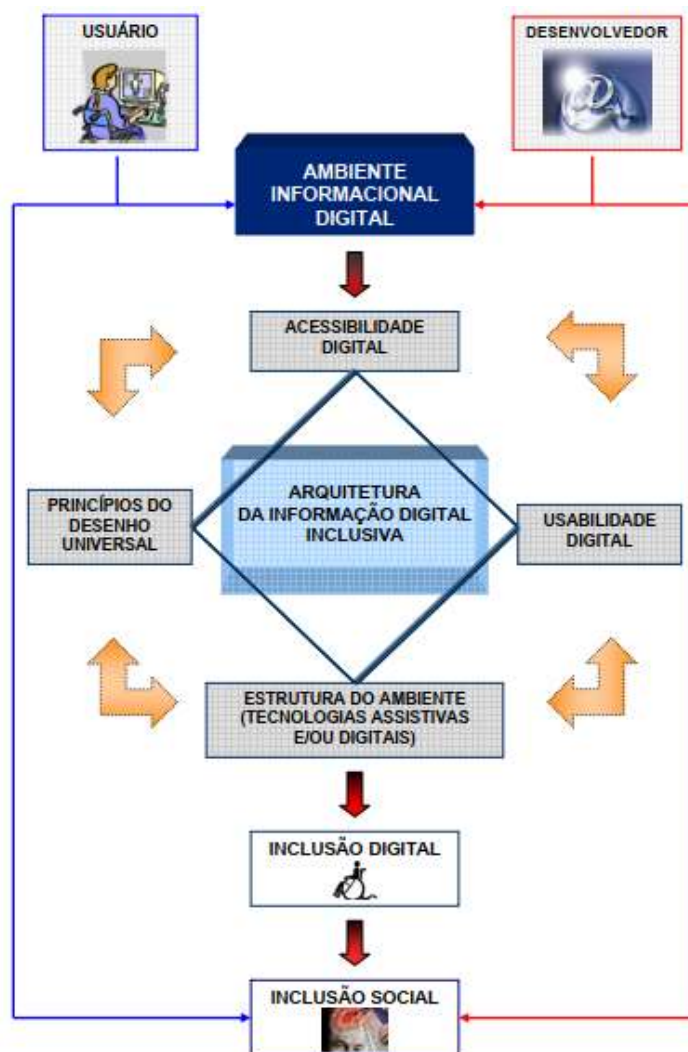 USUÁRIO
DESENVOLVEDOR
AMBIENTE
INFORMACIONAL
DIGITAL
ACESSIBILIDADE
DIGITAL
PRINCÍPIOS DO
DESENHO
UNIVERSAL
ARQUITETURA
DA INFORMAÇÃO DIGITAL
INCLUSIVA
USABILIDADE
DIGITAL
ESTRUTURA DO AMBIENTE
(TECNOLOGIAS ASSISTIVAS
E/OU DIGITAIS)
INCLUSÃO DIGITAL
INCLUSÃO SOCIAL